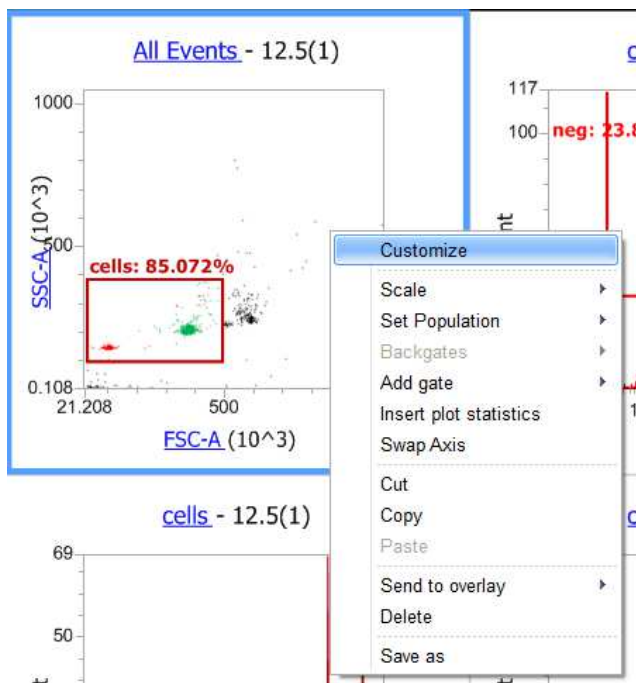 All Events - 12.5(1)
1000
500
0.108
SSC-A (10^3)
cells: 85.072%
21.208
500
FSC-A (10^3)
117
100
neg: 23.8
Customize
Scale
Set Population
Backgates
Add gate
Insert plot statistics
Swap Axis
Cut
Copy
Paste
Send to overlay
Delete
Save as
cells - 12.5(1)
69
50